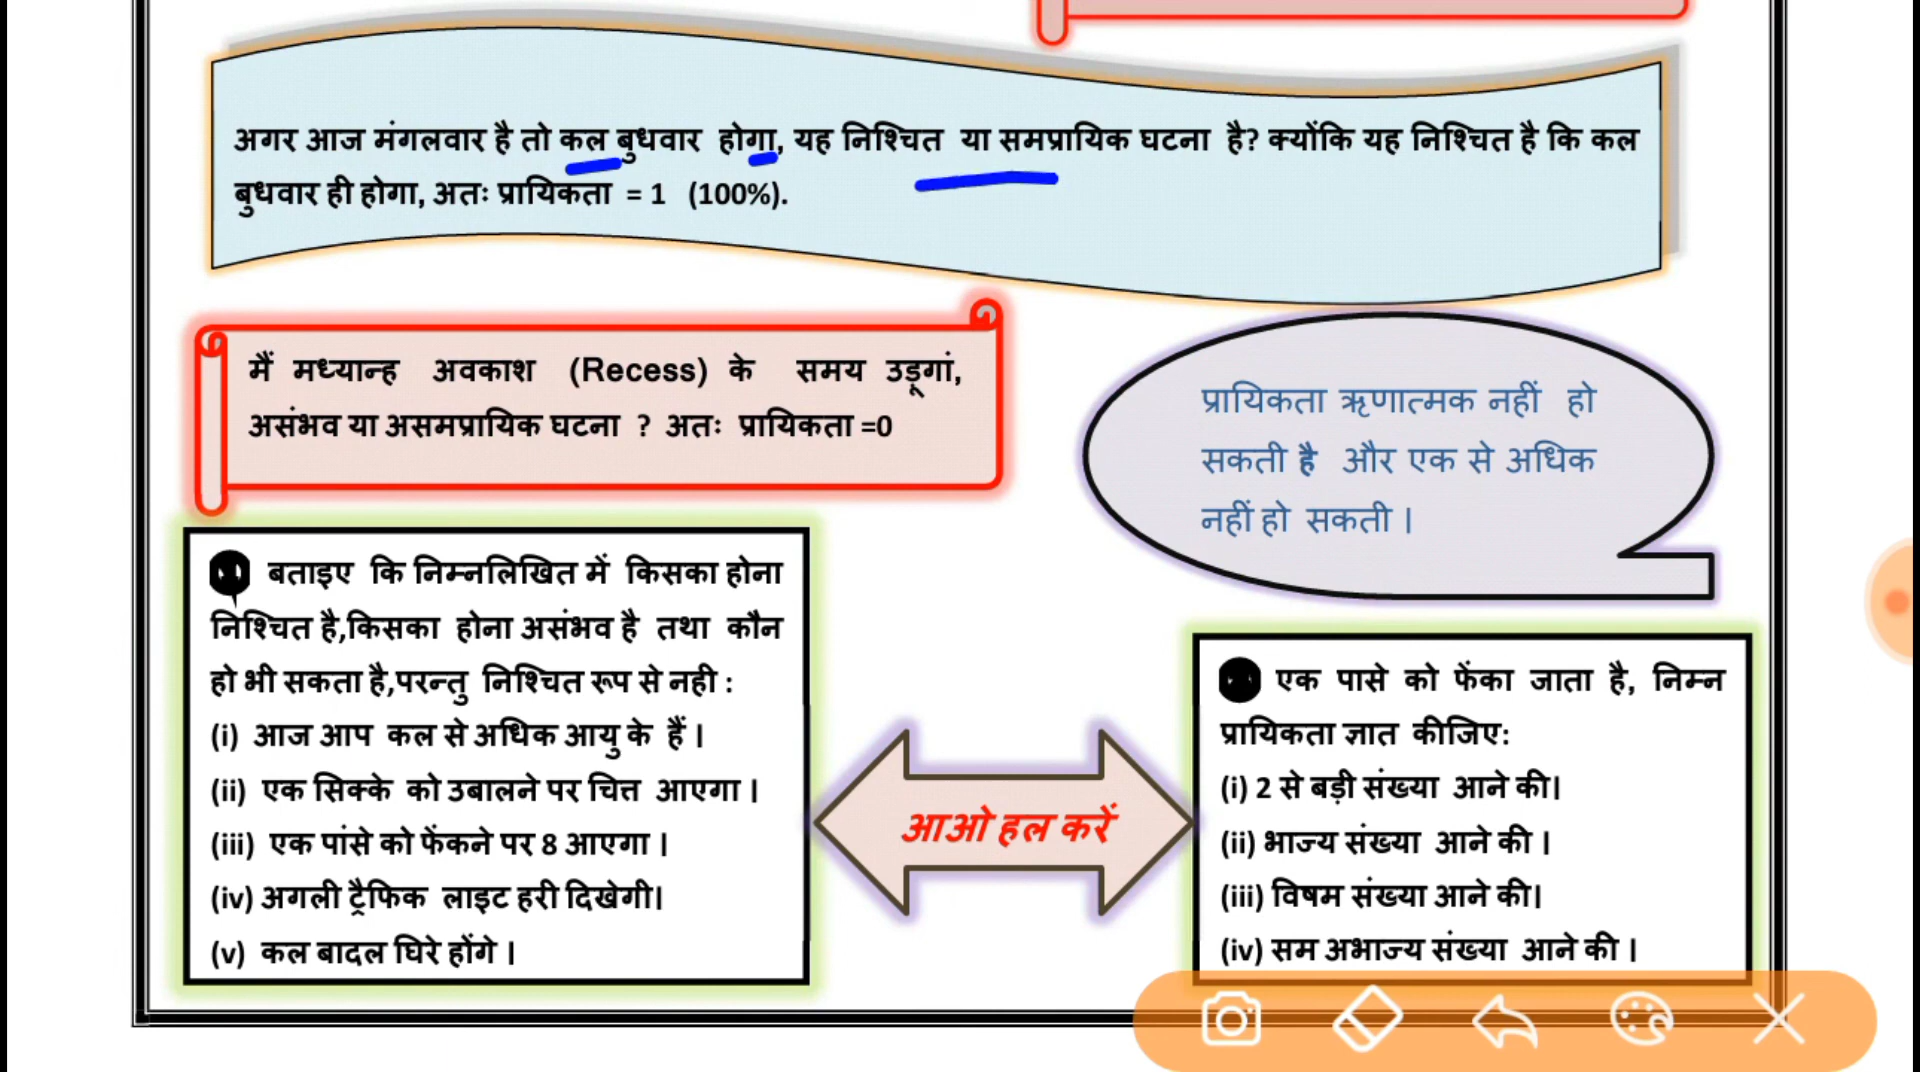 अगर आज मंगलवार है तो कल बुधवार होगा, यह निश्चित या समप्रायिक घटना है? क्योंकि यह निश्चित है कि कल
बुधवार ही होगा, अतः प्रायिकता = 1 (100%).
मैं मध्यान्ह अवकाश (Recess) के समय उड़ूगां,
असंभव या असमप्रायिक घटना ? अतः प्रायिकता =0
प्रायिकता ऋणात्मक नहीं हो
सकती है और एक से अधिक
नहीं हो सकती |
बताइए कि निम्नलिखित में किसका होना
निश्चित है,किसका होना असंभव है तथा कौन
हो भी सकता है,परन्तु निश्चित रूप से नही :
(i) आज आप कल से अधिक आयु के हैं |
(ii) एक सिक्के को उबालने पर चित्त आएगा |
(iii) एक पांसे को फेंकने पर 8 आएगा |
(iv) अगली ट्रैफिक लाइट हरी दिखेगी|
(v) कल बादल घिरे होंगे |
आओ हल करें
एक पासे को फेंका जाता है, निम्न
प्रायिकता ज्ञात कीजिए:
(i) 2 से बड़ी संख्या आने की|
(ii) भाज्य संख्या आने की |
(iii) विषम संख्या आने की|
(iv) सम अभाज्य संख्या आने की |